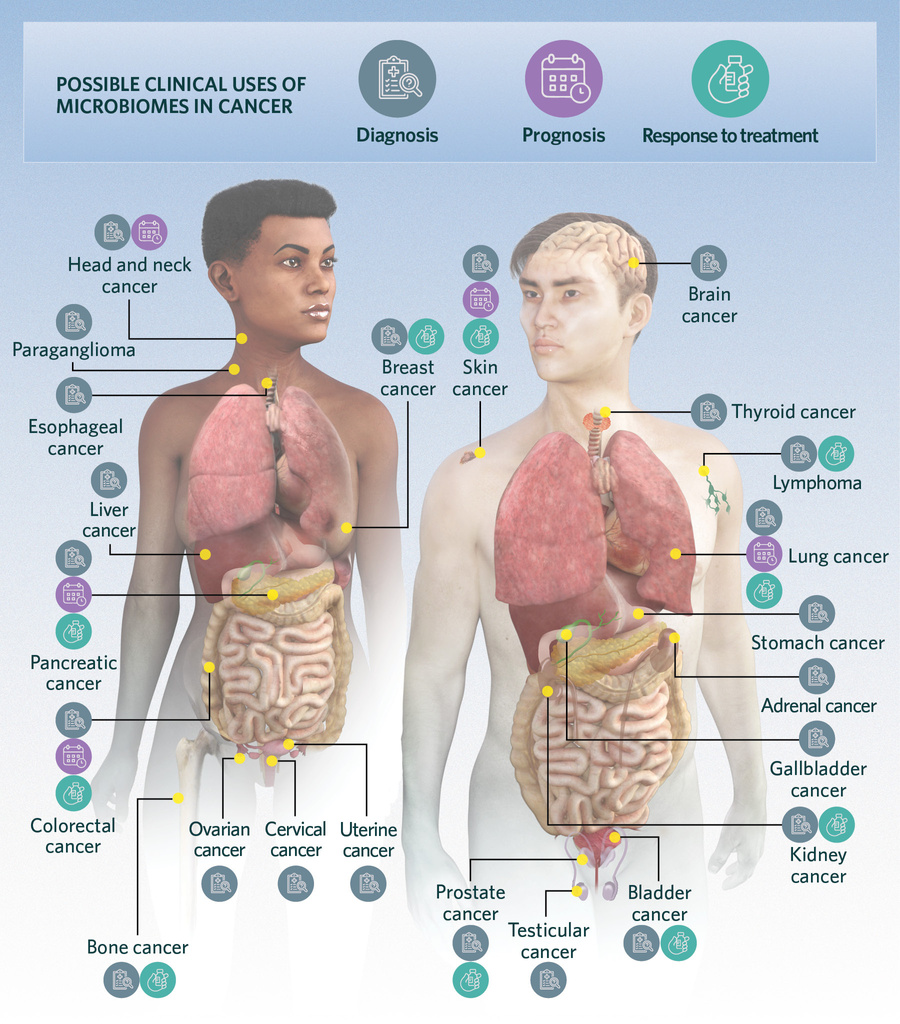 POSSIBLE CLINICAL USES OF
MICROBIOMES IN CANCER
Diagnosis
Prognosis
Response to treatment
Head and neck
cancer
Paraganglioma
Esophageal
cancer
Liver
cancer
Pancreatic
cancer
Colorectal
cancer
Bone cancer
Ovarian
cancer
Cervical
cancer
Uterine
cancer
Breast
cancer
Skin
cancer
Brain
cancer
Thyroid cancer
Lymphoma
Lung cancer
Stomach cancer
Adrenal cancer
Gallbladder
cancer
Kidney
cancer
Prostate
cancer
Testicular
cancer
Bladder
cancer